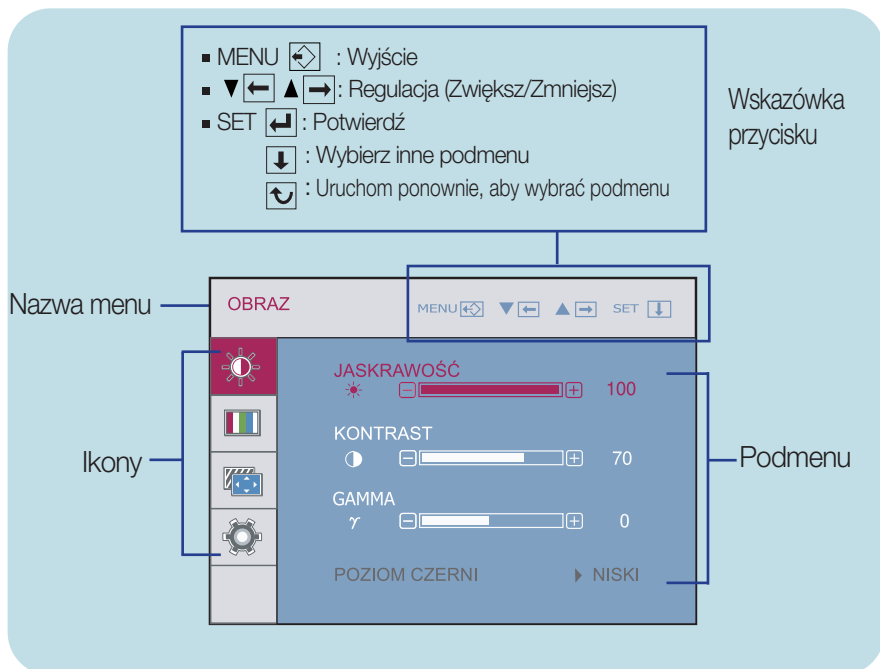 MENU : Wyjście
▼ ▲ : Regulacja (Zwiększ/Zmniejsz)
SET : Potwierdź
: Wybierz inne podmenu
: Uruchom ponownie, aby wybrać podmenu
Wskazówka
przycisku
Nazwa menu
OBRAZ
MENU ▼ ▲ SET
JASKRAWOŚĆ
100
KONTRAST
70
GAMMA
γ 0
POZIOM CZERNI NISKI
Ikony
Podmenu